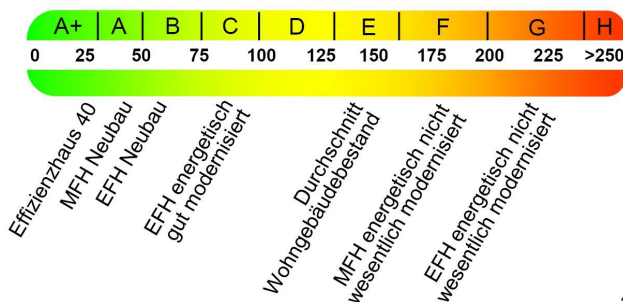 A+ A B C D E F G H
0 25 50 75 100 125 150 175 200 225 >250
Effizienzhaus 40
MFH Neubau
EFH Neubau
EFH energetisch
gut modernisiert
Durchschnitt
Wohngebäudebestand
MFH energetisch nicht
wesentlich modernisiert
EFH energetisch nicht
wesentlich modernisiert